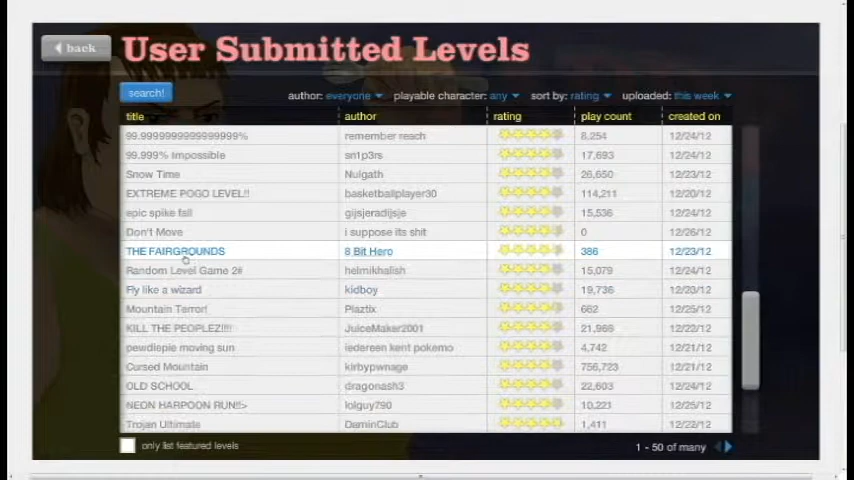 back
User Submitted Levels
search!
author: everyone playable character: any sort by: rating uploaded: this week
title author rating play count created on
99.9999999999999999% remember reach 8,254 12/24/12
99.999% Impossible sn1p3rs 17,693 12/24/12
Snow Time Nulgath 26,650 12/23/12
EXTREME POGO LEVEL!! basketballplayer30 114,211 12/20/12
epic spike fall gijsjeradijsje 15,536 12/24/12
Don't Move i suppose its shit 0 12/26/12
THE FAIRGROUNDS 8 Bit Hero 386 12/23/12
Random Level Game 2# helmikhalish 15,079 12/24/12
Fly like a wizard kidboy 19,736 12/23/12
Mountain Terror! Plaztix 662 12/25/12
KILL THE PEOPLEZ!!!! JuiceMaker2001 21,966 12/22/12
pewdiepie moving sun iedereen kent pokemo 4,742 12/21/12
Cursed Mountain kirbypwnage 756,723 12/21/12
OLD SCHOOL dragonash3 22,603 12/24/12
NEON HARPOON RUN!!> lolguy790 10,221 12/25/12
Trojan Ultimate DaminClub 1,411 12/22/12
only list featured levels 1 - 50 of many